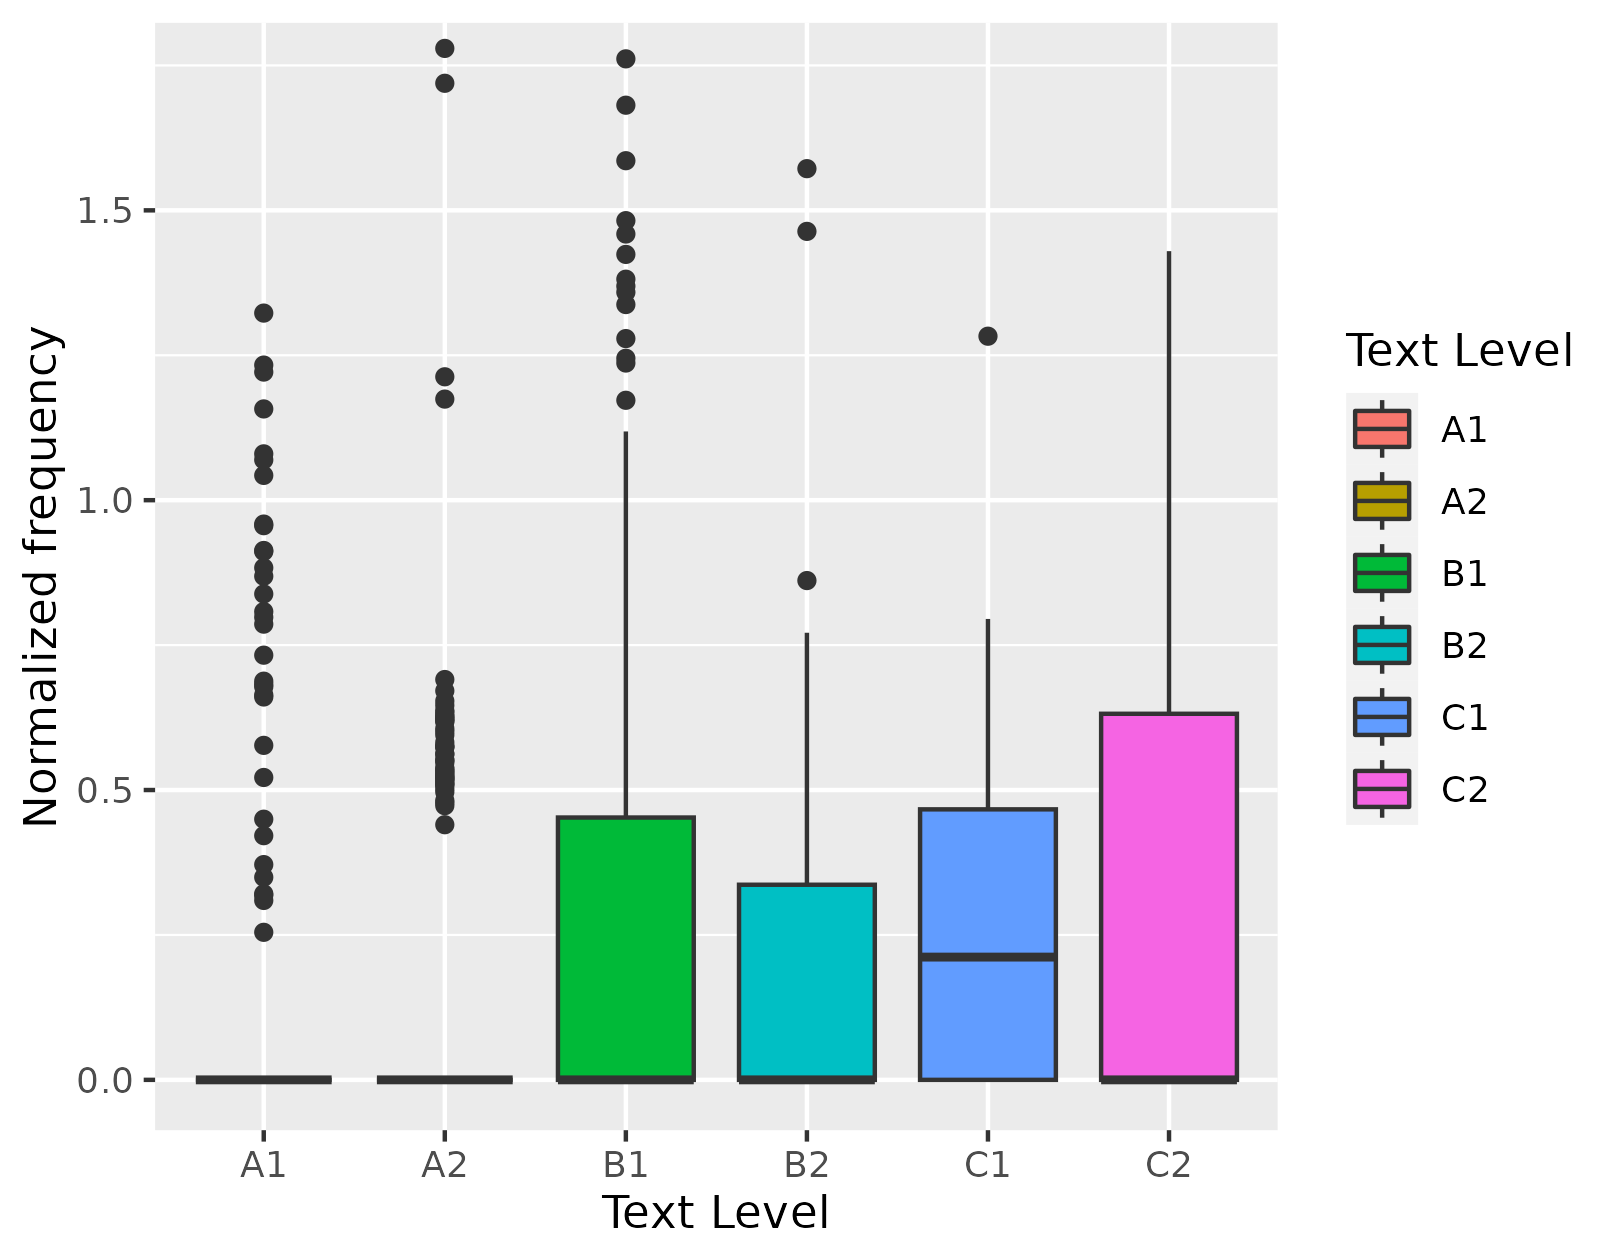 Normalized frequency
1.5
1.0
0.5
0.0
A1 A2 B1 B2 C1 C2
Text Level
Text Level
A1
A2
B1
B2
C1
C2